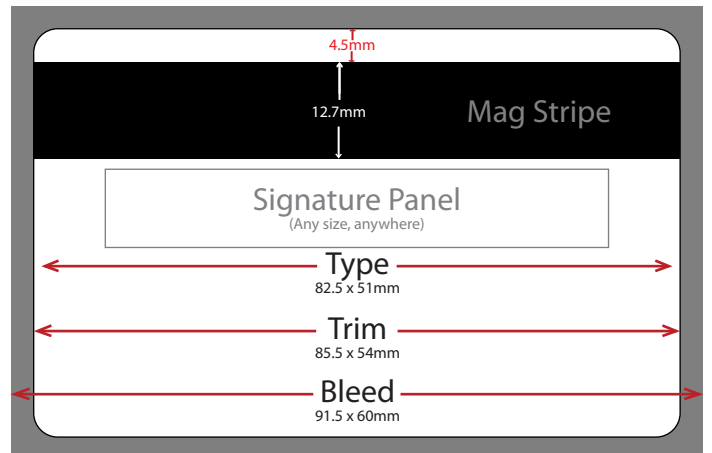 4.5mm
12.7mm
Mag Stripe
Signature Panel
(Any size, anywhere)
Type
82.5 x 51mm
Trim
85.5 x 54mm
Bleed
91.5 x 60mm